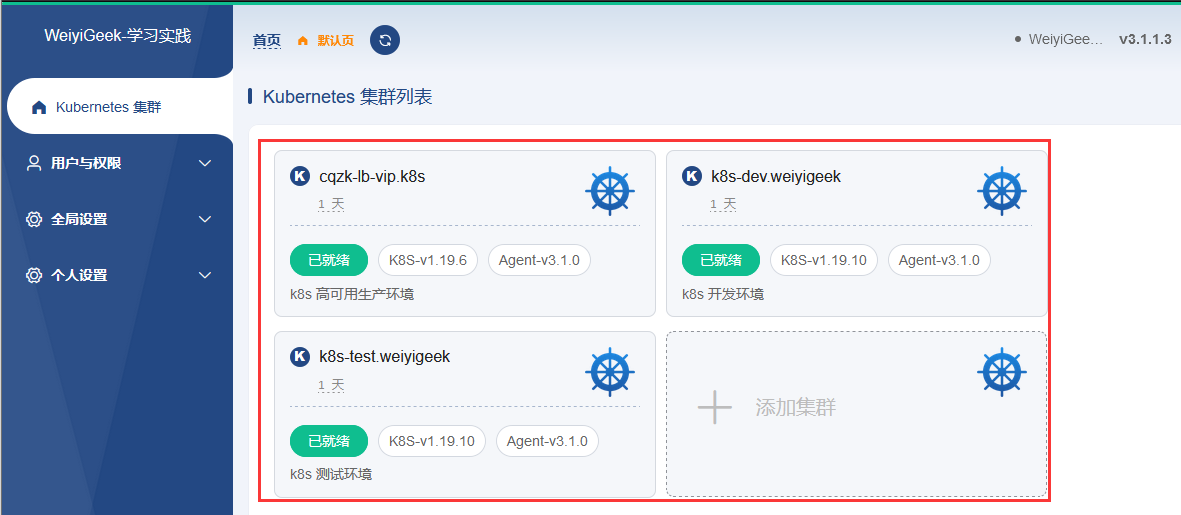 WeiyiGeek-学习实践
首页 默认页 WeiyiGee... v3.1.1.3
Kubernetes 集群
用户与权限
全局设置
个人设置
Kubernetes 集群列表
K cqzk-lb-vip.k8s
1 天
已就绪 K8S-v1.19.6 Agent-v3.1.0
k8s 高可用生产环境
K k8s-dev.weiyigeek
1 天
已就绪 K8S-v1.19.10 Agent-v3.1.0
k8s 开发环境
K k8s-test.weiyigeek
1 天
已就绪 K8S-v1.19.10 Agent-v3.1.0
k8s 测试环境
添加集群